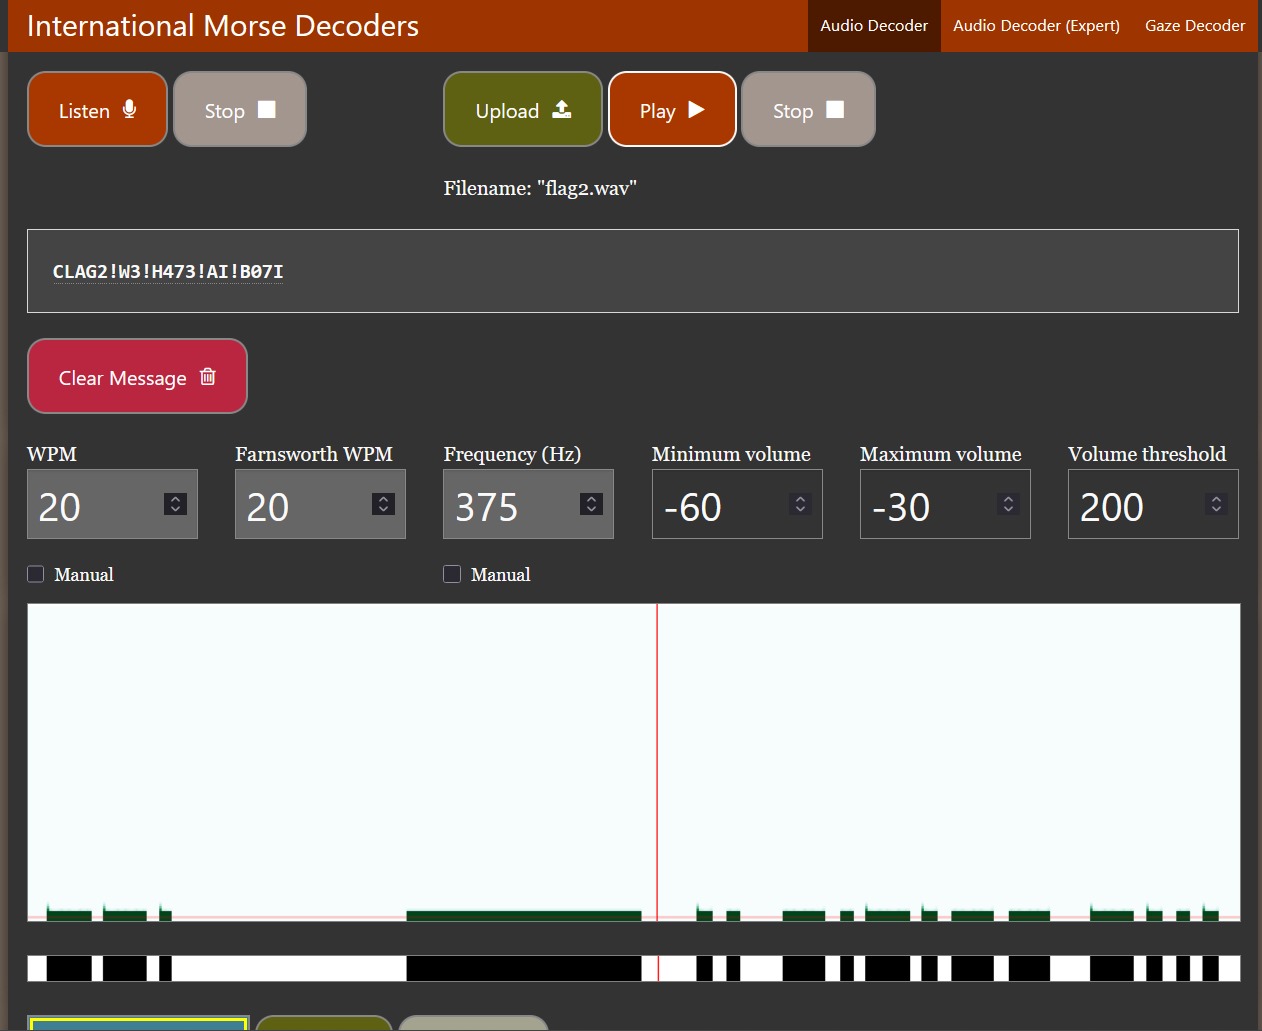 International Morse Decoders
Audio Decoder
Audio Decoder (Expert)
Gaze Decoder
Listen
Stop
Upload
Play
Stop
Filename: "flag2.wav"
CLAG2!W3!H473!AI!B07I
Clear Message
WPM
Farnsworth WPM
Frequency (Hz)
Minimum volume
Maximum volume
Volume threshold
20
20
375
-60
-30
200
Manual
Manual